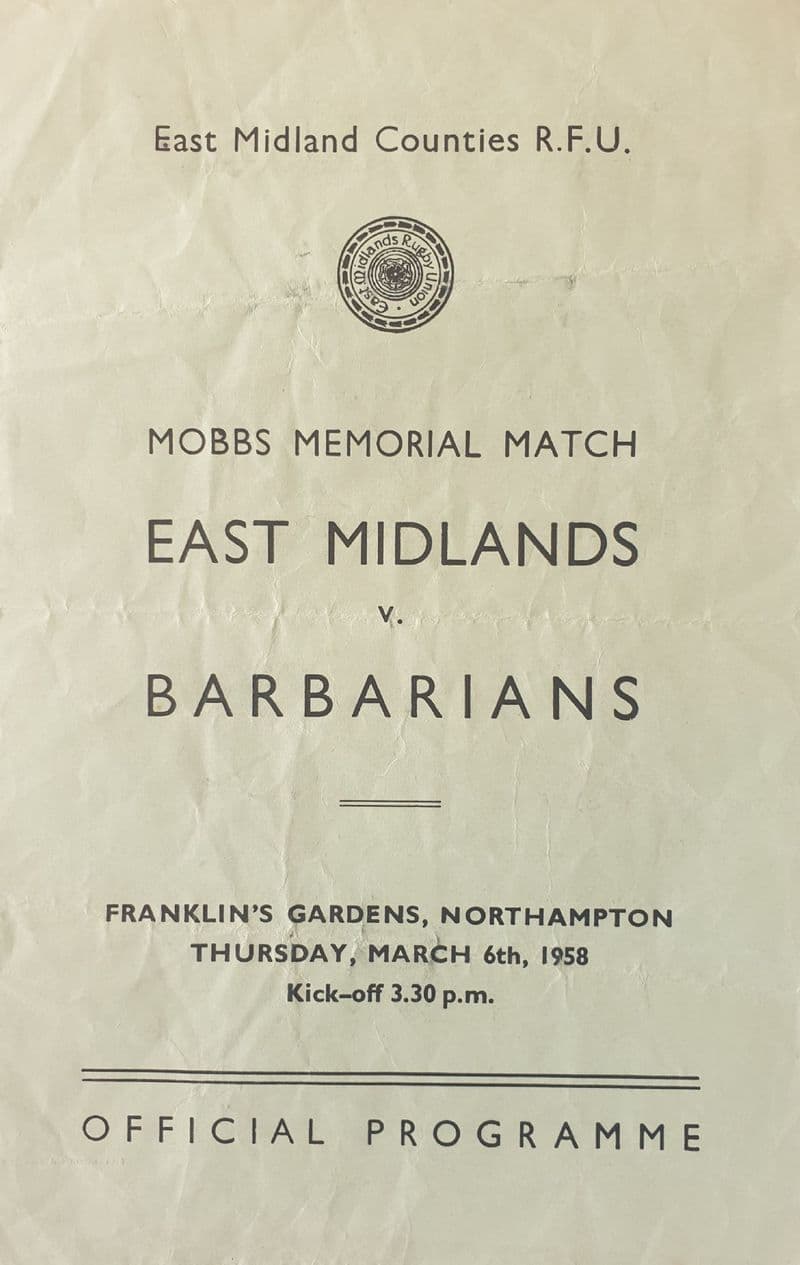 East Midland Counties R.F.U.
East Midlands Rugby Union
MOBBS MEMORIAL MATCH
EAST MIDLANDS
v.
BARBARIANS
FRANKLIN'S GARDENS, NORTHAMPTON
THURSDAY, MARCH 6th, 1958
Kick-off 3.30 p.m.
OFFICIAL PROGRAMME